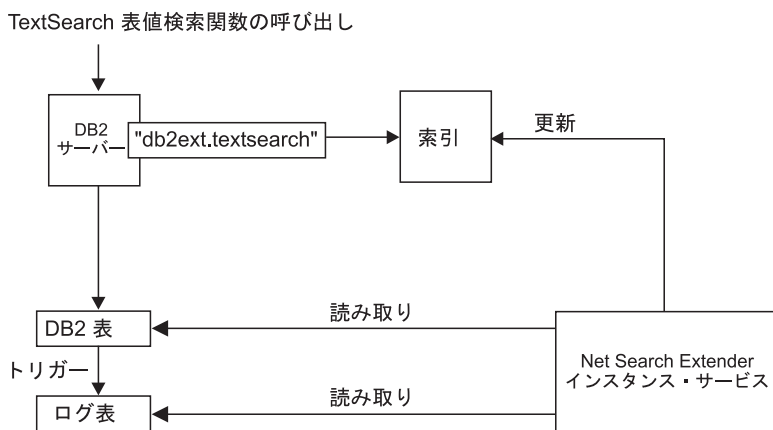 TextSearch 表値検索関数の呼び出し
DB2
サーバー
"db2ext.textsearch"
索引
更新
DB2 表
読み取り
トリガー
Net Search Extender
インスタンス・サービス
ログ表
読み取り